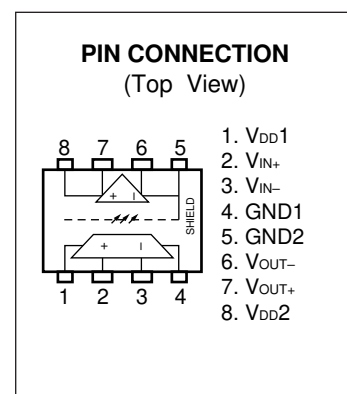 PIN CONNECTION
(Top View)
8 7 6 5
+ −
SHIELD
+ −
1 2 3 4
1. VDD1
2. VIN+
3. VIN−
4. GND1
5. GND2
6. VOUT−
7. VOUT+
8. VDD2